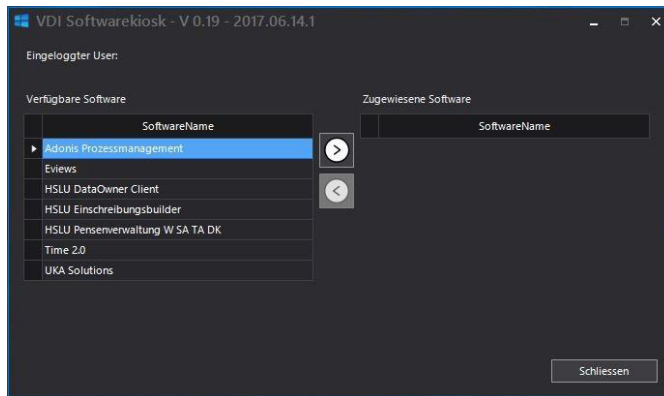 VDI Softwarekiosk - V 0.19 - 2017.06.14.1
Eingeloggter User:
Verfügbare Software
Zugewiesene Software
SoftwareName
SoftwareName
Adonis Prozessmanagement
Eviews
HSLU DataOwner Client
HSLU Einschreibungsbuilder
HSLU Pensenverwaltung W SA TA DK
Time 2.0
UKA Solutions
Schliessen